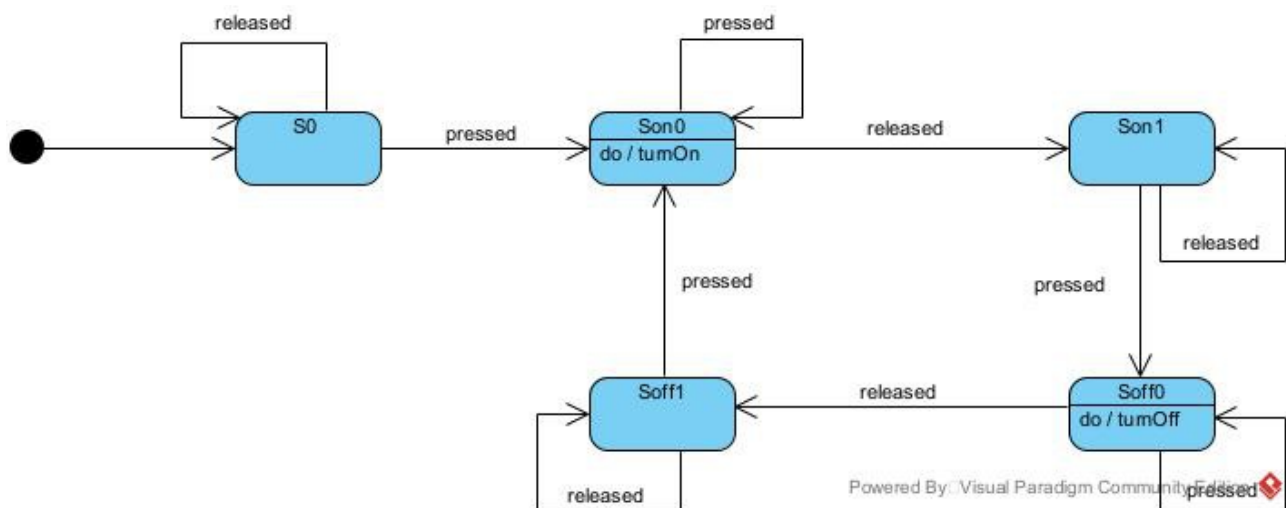 released
pressed
S0
pressed
Son0
do / turnOn
released
Son1
released
pressed
pressed
Soff1
released
Soff0
do / turnOff
released
pressed
Powered By Visual Paradigm Community Edition